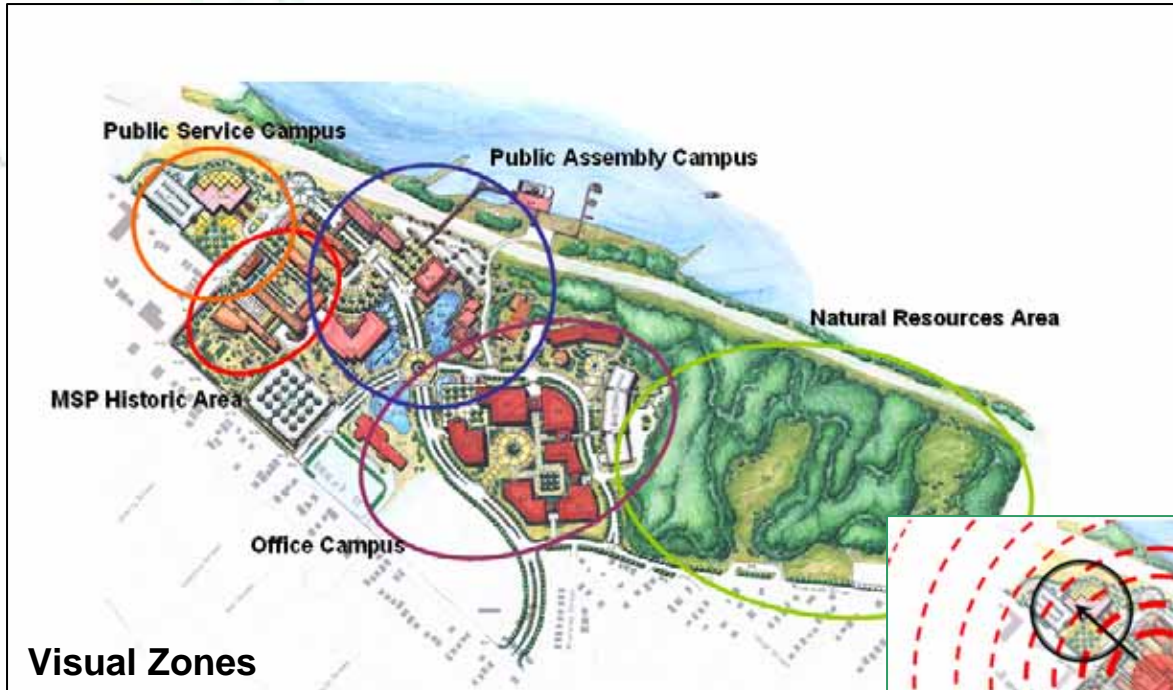 Public Service Campus
Public Assembly Campus
Natural Resources Area
MSP Historic Area
Office Campus
Visual Zones